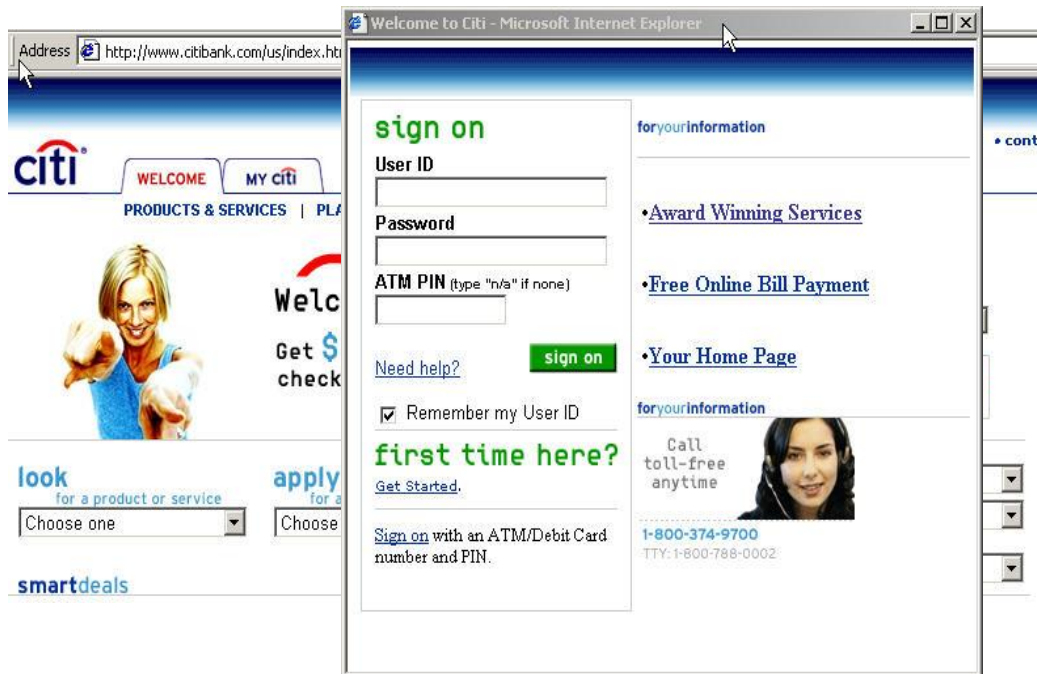 Welcome to Citi - Microsoft Internet Explorer
Address http://www.citibank.com/us/index.ht
citi
WELCOME
MY citi
PRODUCTS & SERVICES |
• cont
Get $
check
look
for a product or service
Choose one
apply
Choose
smartdeals
sign on
User ID
Password
ATM PIN (type "n/a" if none)
Need help?
sign on
Remember my User ID
first time here?
Get Started.
Sign on with an ATM/Debit Card
number and PIN.
foryourinformation
•Award Winning Services
•Free Online Bill Payment
•Your Home Page
foryourinformation
Call
toll-free
anytime
1-800-374-9700
TTY: 1-800-788-0002